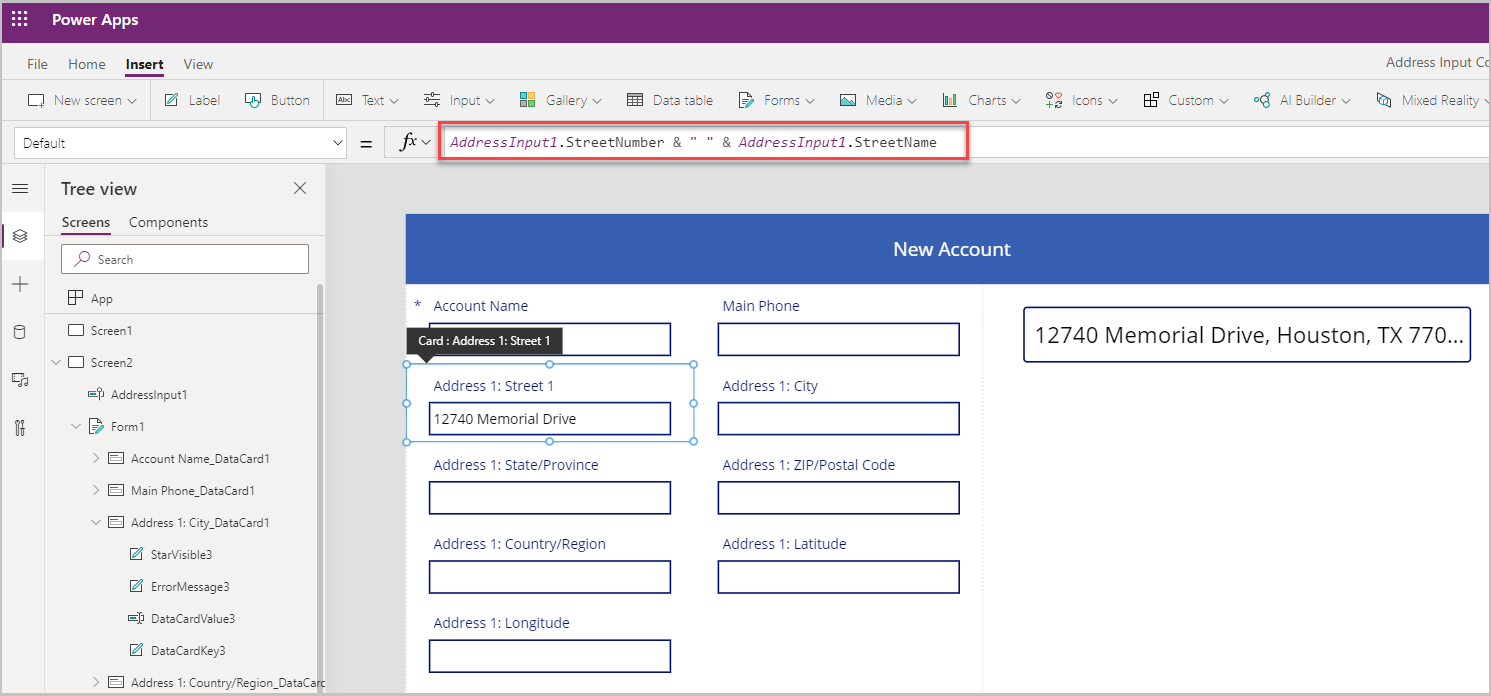 Power Apps
File Home Insert View Address Input Co
New screen Label Button Abc Text Input Gallery Data table Forms Media Charts Icons Custom AI Builder Mixed Reality
Default = fx AddressInput1.StreetNumber & " " & AddressInput1.StreetName
Tree view
Screens Components
Search
App
Screen1
Screen2
AddressInput1
Form1
Account Name_DataCard1
Main Phone_DataCard1
Address 1: City_DataCard1
StarVisible3
ErrorMessage3
DataCardValue3
DataCardKey3
Address 1: Country/Region_DataCard
New Account
* Account Name Main Phone
12740 Memorial Drive, Houston, TX 770...
Card : Address 1: Street 1
Address 1: Street 1 Address 1: City
12740 Memorial Drive
Address 1: State/Province Address 1: ZIP/Postal Code
Address 1: Country/Region Address 1: Latitude
Address 1: Longitude